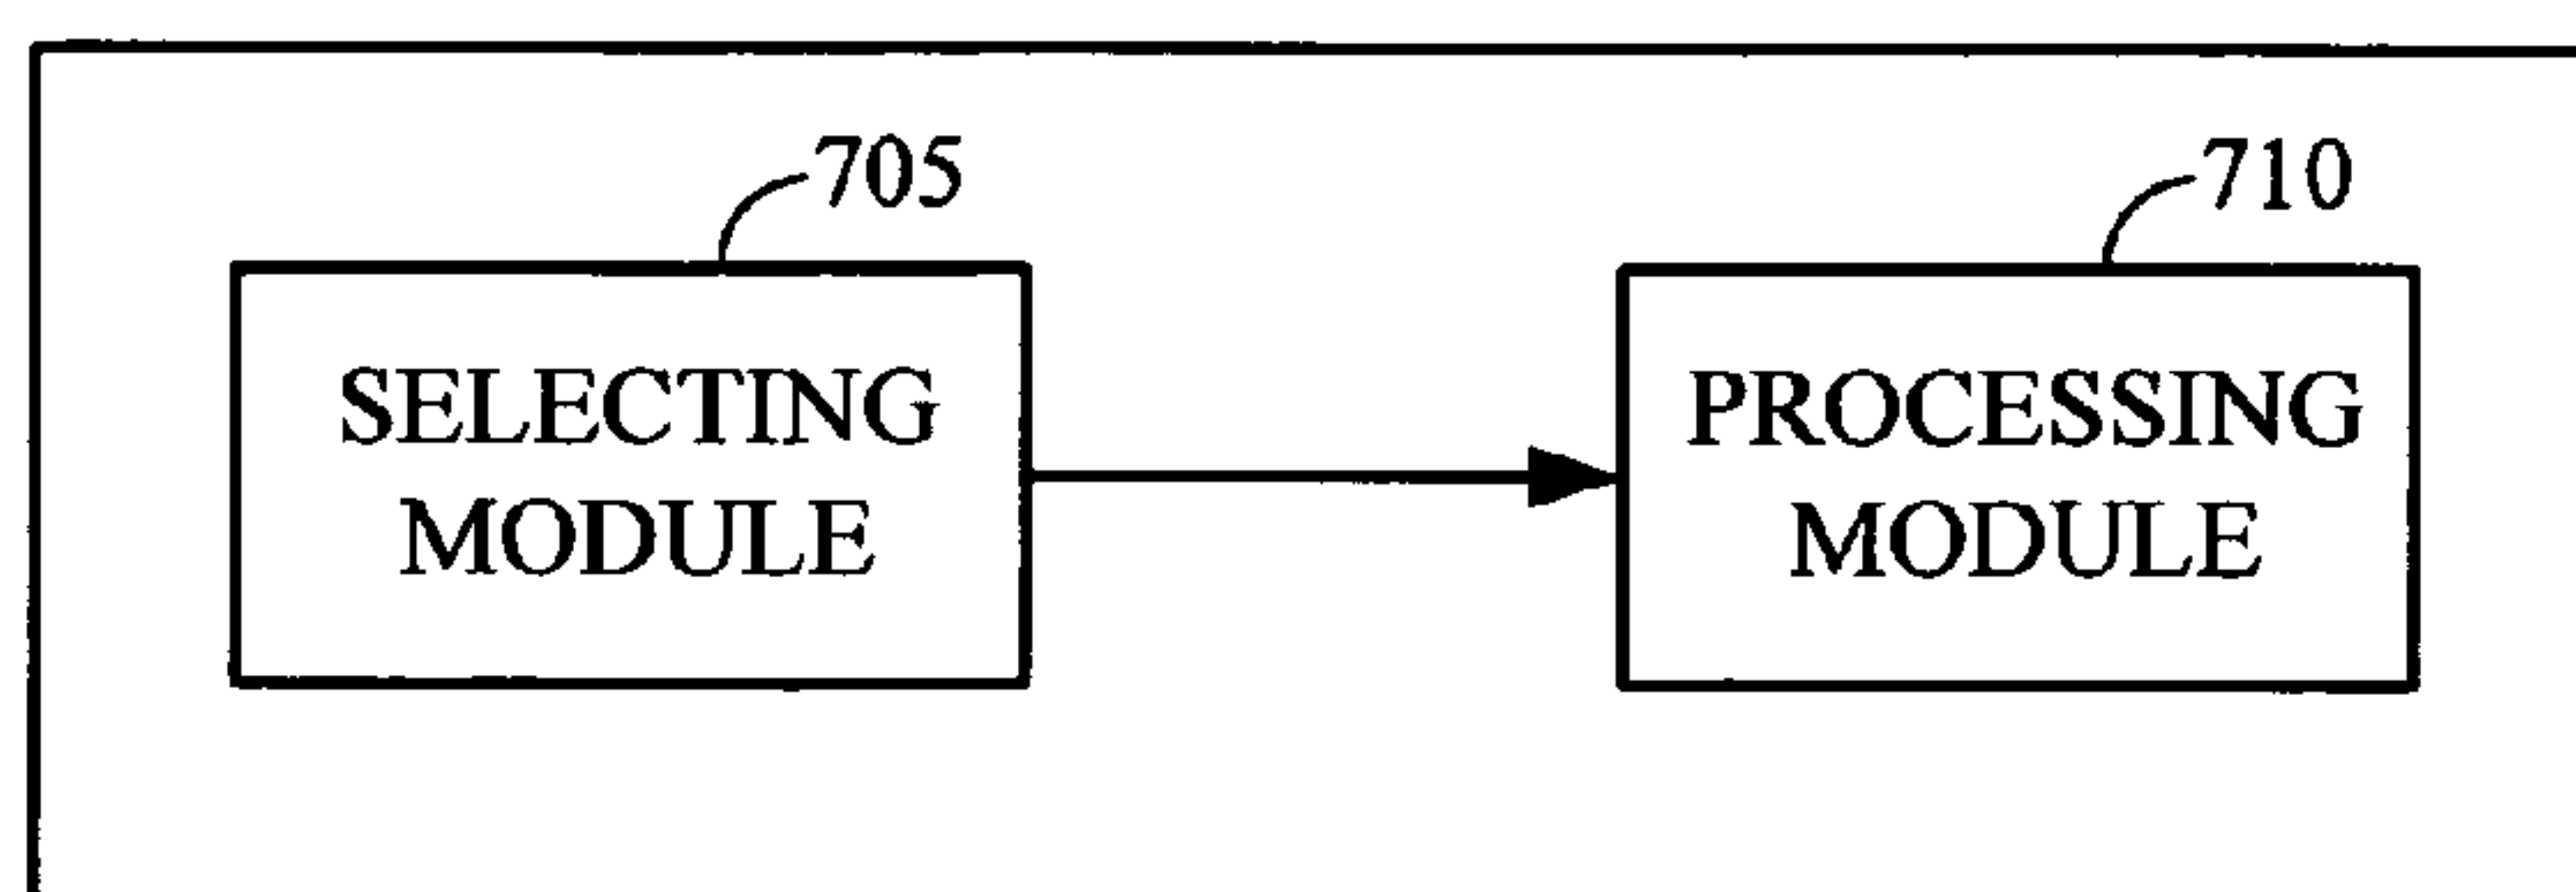 705
710
SELECTING
MODULE
PROCESSING
MODULE